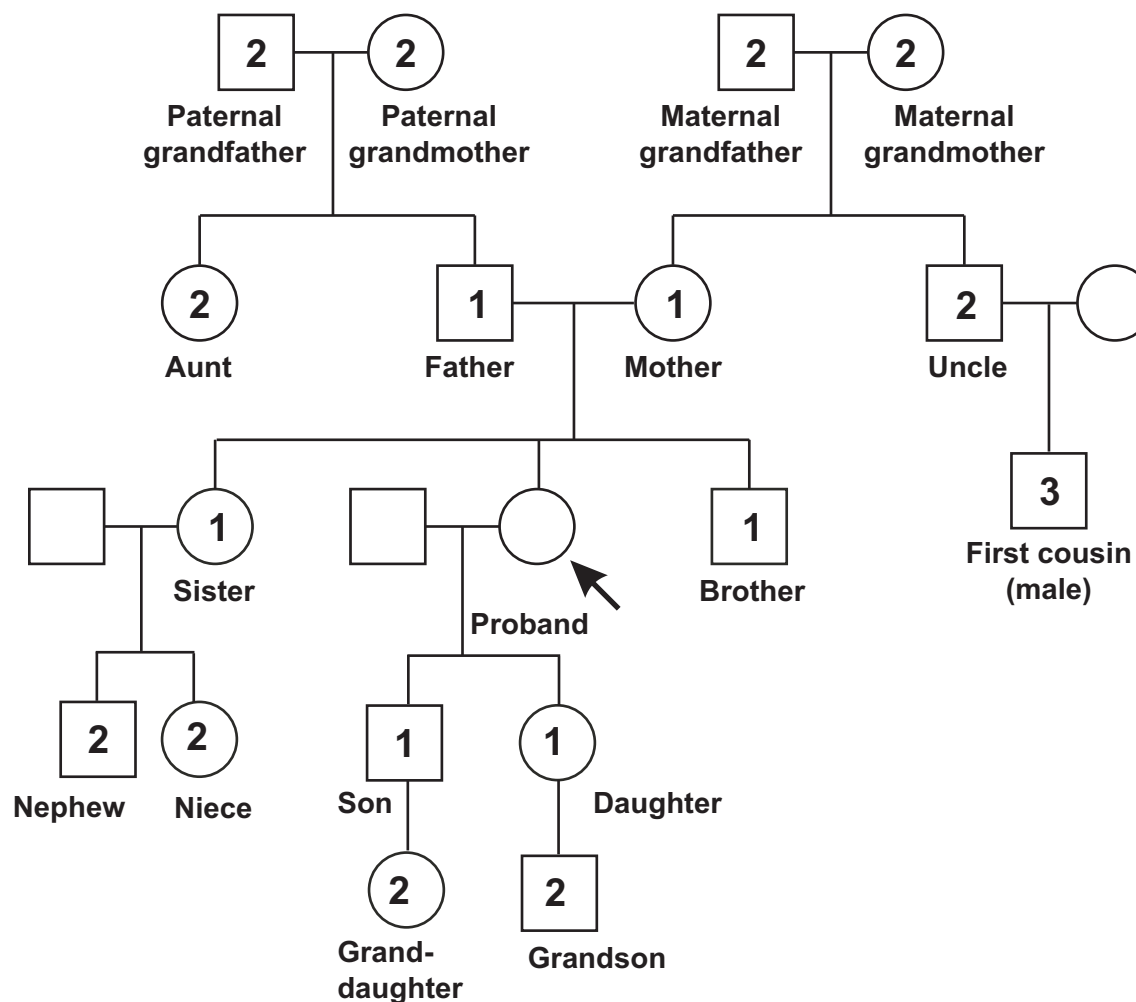 2
2
2
2
Paternal
grandfather
Paternal
grandmother
Maternal
grandfather
Maternal
grandmother
2
1
1
2
Aunt
Father
Mother
Uncle
1
1
3
Sister
Proband
Brother
First cousin
(male)
2
2
1
1
Nephew
Niece
Son
Daughter
2
2
Grand-
daughter
Grandson